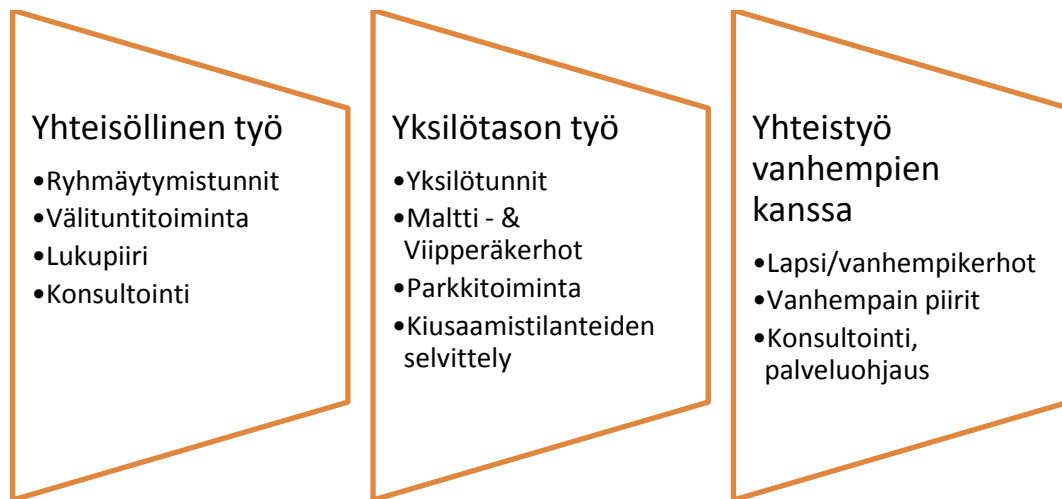 Yhteisöllinen työ
•Ryhmäytymistunnit
•Välituntitoiminta
•Lukupiiri
•Konsultointi
Yksilötason työ
•Yksilötunnit
•Maltti - &
Viipperäkerhot
•Parkkitoiminta
•Kiusaamistilanteiden
selvittely
Yhteistyö
vanhempien
kanssa
•Lapsi/vanhempikerhot
•Vanhempain piirit
•Konsultointi,
palveluohjaus